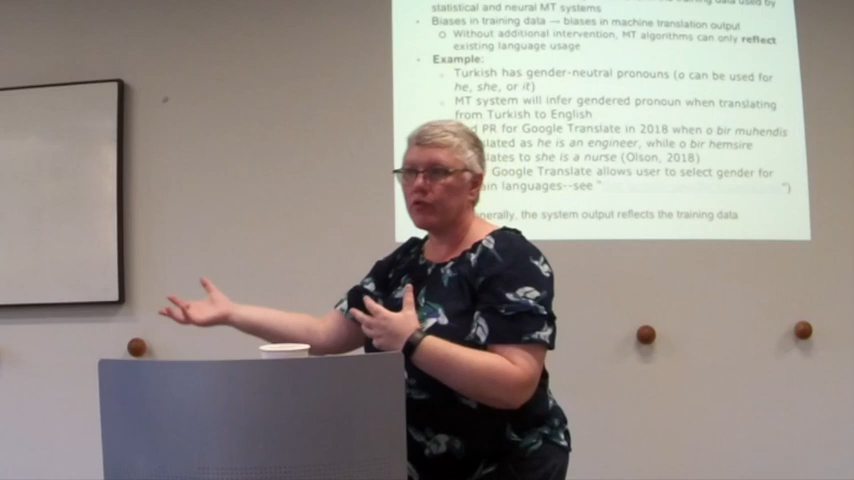 training data used by
statistical and neural MT systems
Biases in training data — biases in machine translation output
Without additional intervention, MT algorithms can only reflect
existing language usage
Example:
Turkish has gender-neutral pronouns (o can be used for
he, she, or it)
MT system will infer gendered pronoun when translating
from Turkish to English
PR for Google Translate in 2018 when o bir muhendis
as he is an engineer, while o bir hemsire
to she is a nurse (Olson, 2018)
Google Translate allows user to select gender for
languages--see " ")
the system output reflects the training data